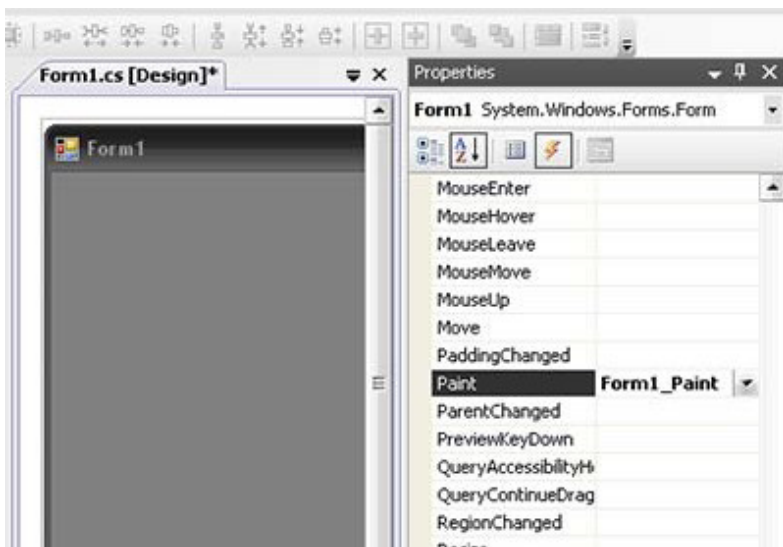 Form1.cs [Design]*
Form1
Properties
Form1 System.Windows.Forms.Form
MouseEnter
MouseHover
MouseLeave
MouseMove
MouseUp
Move
PaddingChanged
Paint Form1_Paint
ParentChanged
PreviewKeyDown
QueryAccessibilityHe
QueryContinueDrag
RegionChanged